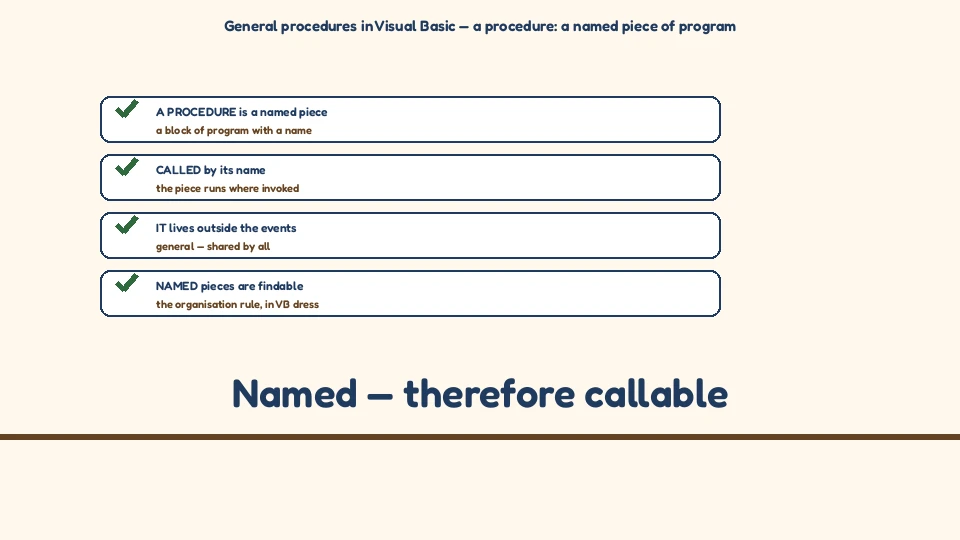 General procedures in Visual Basic — a procedure: a named piece of program
A PROCEDURE is a named piece
a block of program with a name
CALLED by its name
the piece runs where invoked
IT lives outside the events
general — shared by all
NAMED pieces are findable
the organisation rule, in VB dress
Named — therefore callable